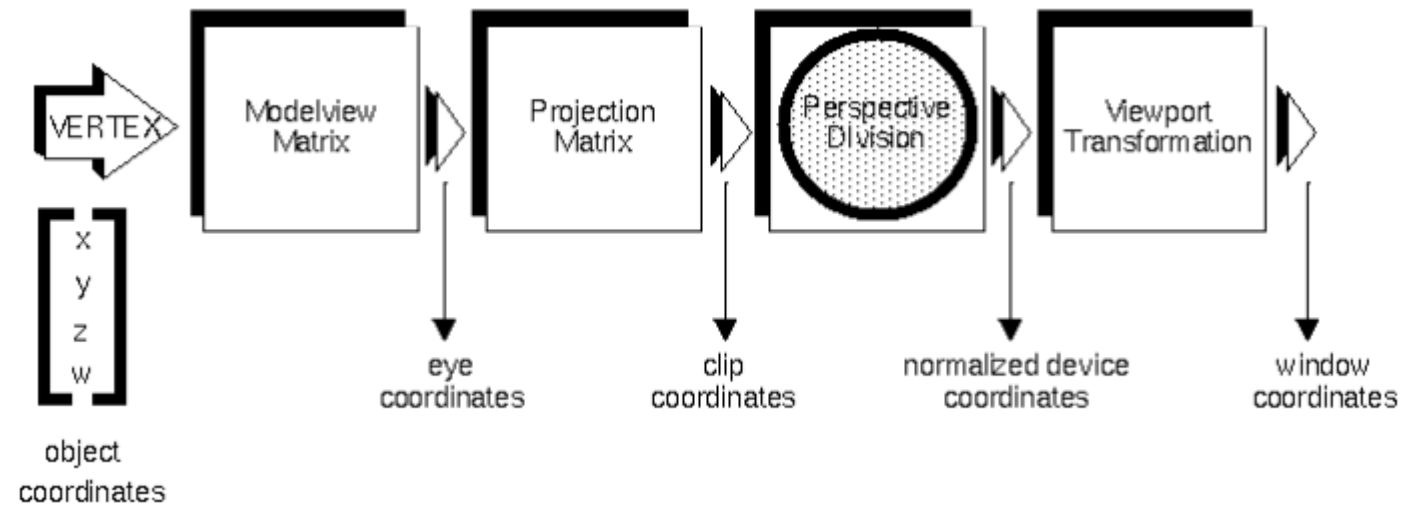 VERTEX
Modelview
Matrix
Projection
Matrix
Perspective
DIvision
Viewport
Transformation
x
y
z
w
object
coordinates
eye
coordinates
clip
coordinates
normalized device
coordinates
window
coordinates